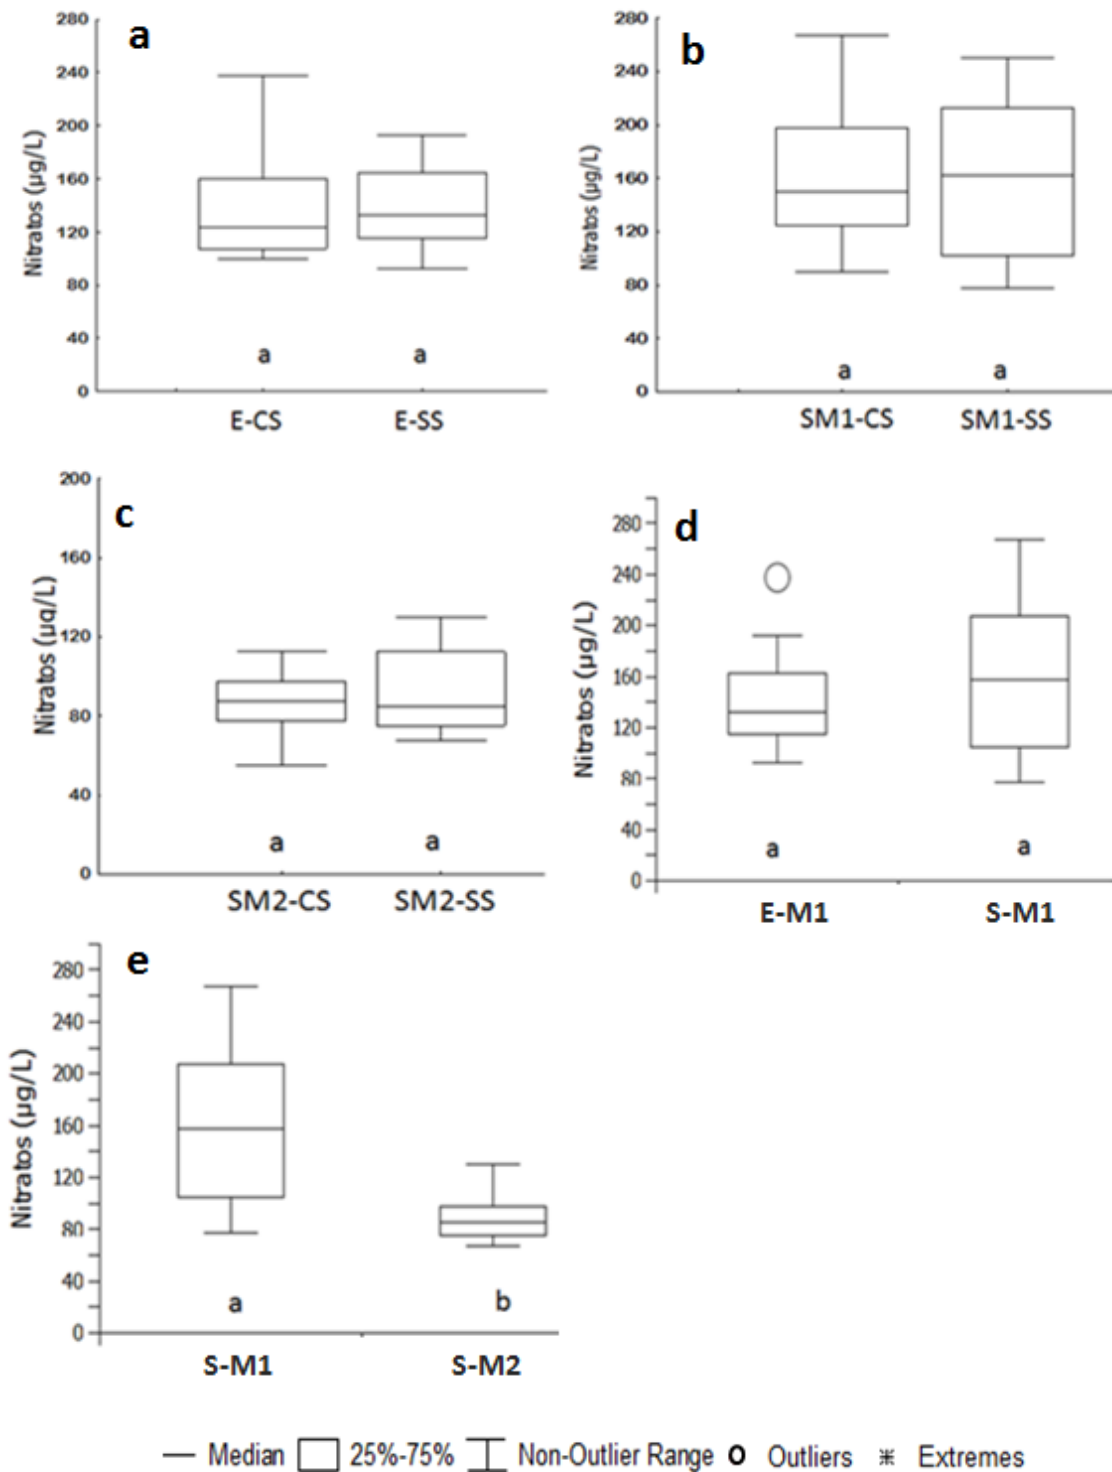 a
280
240
200
160
120
80
40
0
Nitratos (µg/L)
a a
E-CS E-SS
b
280
240
200
160
120
80
40
0
Nitratos (µg/L)
a a
SM1-CS SM1-SS
c
200
160
120
80
40
0
Nitratos (µg/L)
a a
SM2-CS SM2-SS
d
280
240
200
160
120
80
40
0
Nitratos (µg/L)
a a
E-M1 S-M1
e
280
240
200
160
120
80
40
0
Nitratos (µg/L)
a b
S-M1 S-M2
Median 25%-75% Non-Outlier Range Outliers Extremes